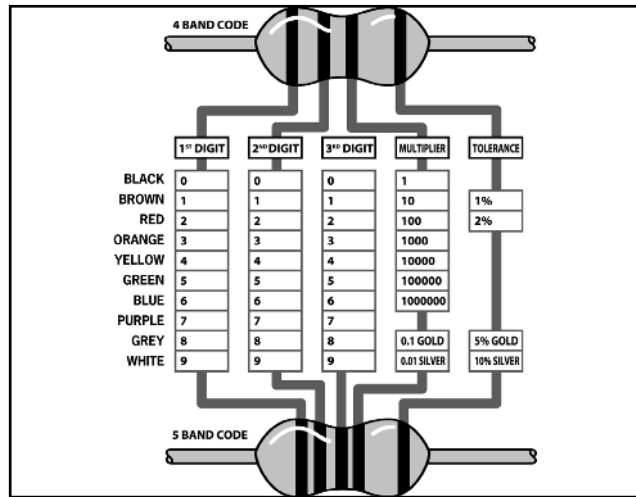 4 BAND CODE
1ST DIGIT 2ND DIGIT 3RD DIGIT MULTIPLIER TOLERANCE
BLACK 0 0 0 1
BROWN 1 1 1 10 1%
RED 2 2 2 100 2%
ORANGE 3 3 3 1000
YELLOW 4 4 4 10000
GREEN 5 5 5 100000
BLUE 6 6 6 1000000
PURPLE 7 7 7
GREY 8 8 8 0.1 GOLD 5% GOLD
WHITE 9 9 9 0.01 SILVER 10% SILVER
5 BAND CODE